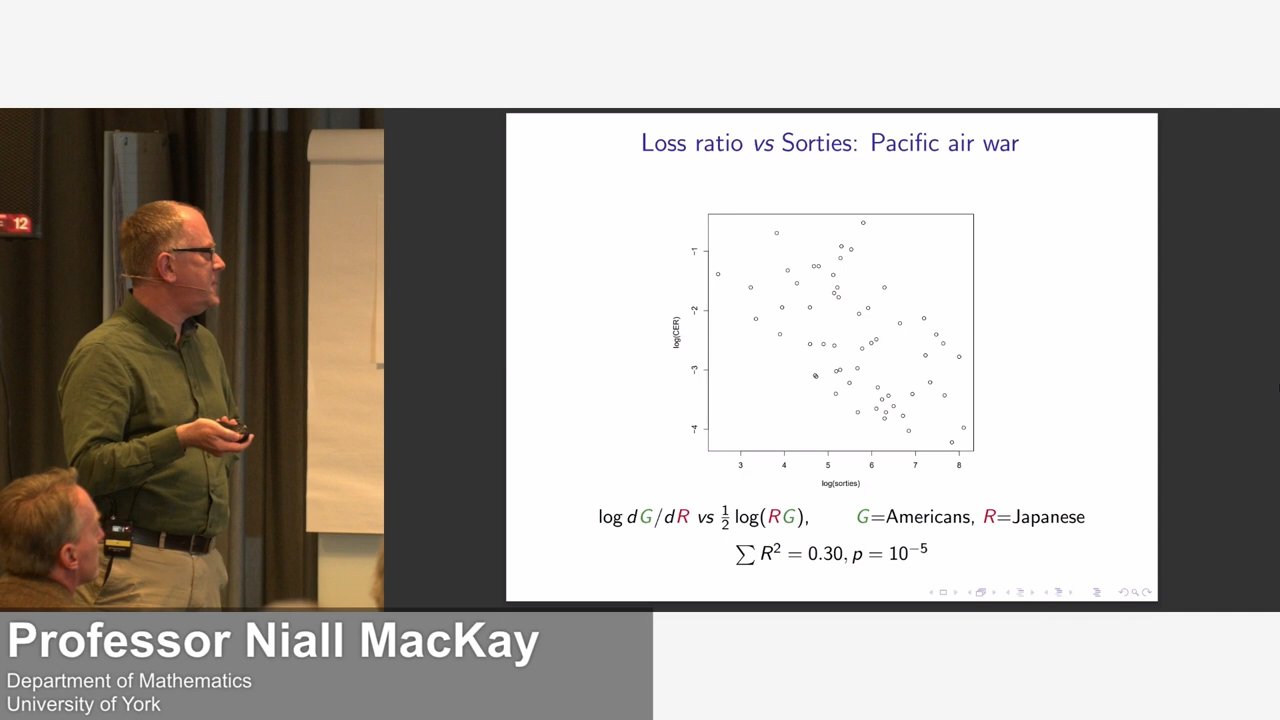 12
Loss ratio vs Sorties: Pacific air war
log(CER)
-1
-2
-3
-4
3 4 5 6 7 8
log(sorties)
log dG/dR vs ½ log(RG), G=Americans, R=Japanese
∑ R² = 0.30, p = 10⁻⁵
Professor Niall MacKay
Department of Mathematics
University of York